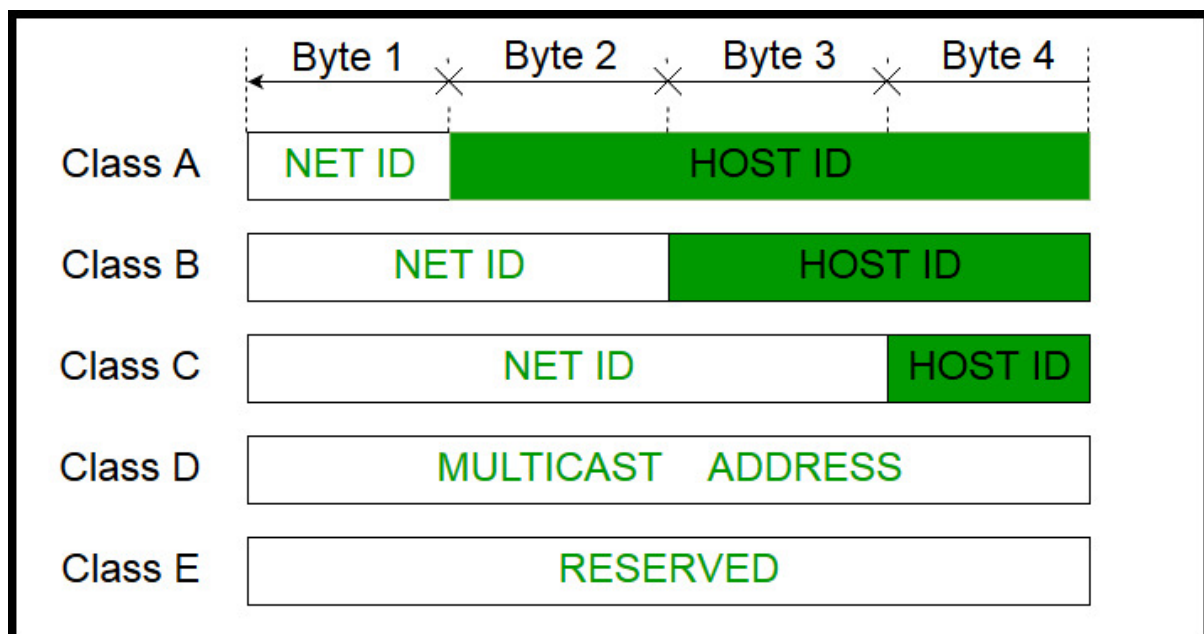 Byte 1 Byte 2 Byte 3 Byte 4
Class A NET ID HOST ID
Class B NET ID HOST ID
Class C NET ID HOST ID
Class D MULTICAST ADDRESS
Class E RESERVED